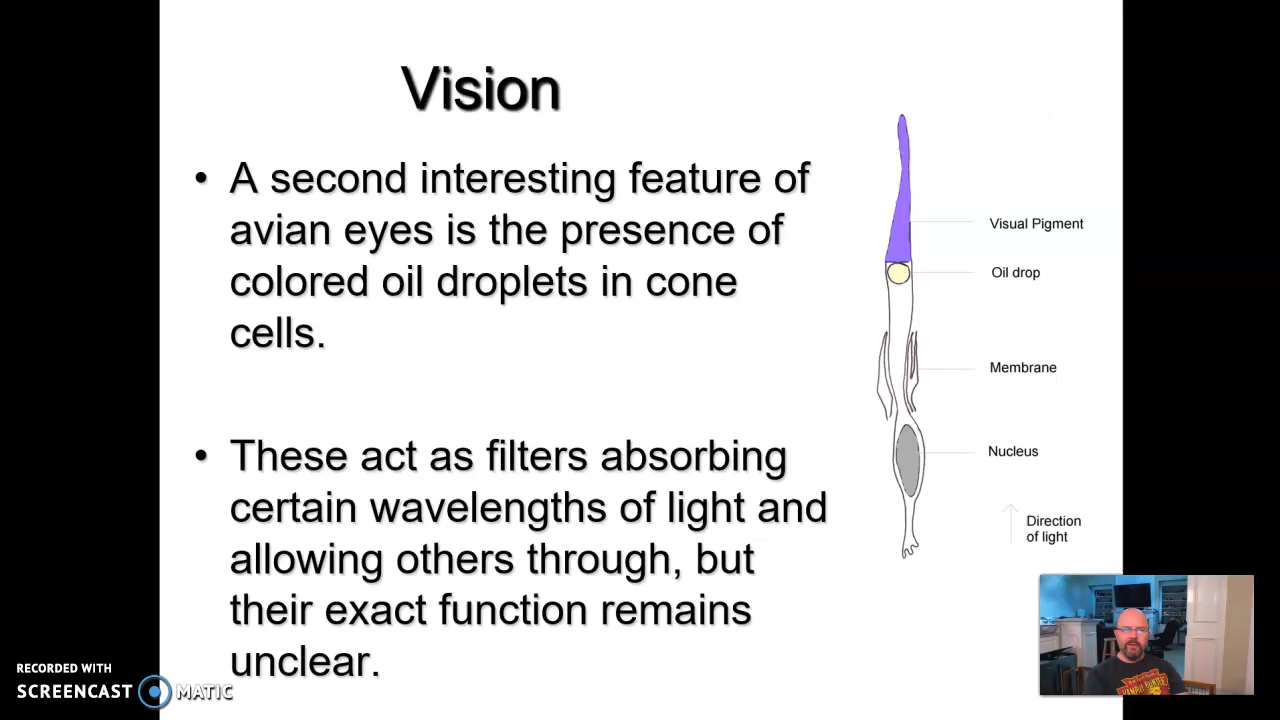 Vision
• A second interesting feature of
avian eyes is the presence of
colored oil droplets in cone
cells.
• These act as filters absorbing
certain wavelengths of light and
allowing others through, but
their exact function remains
unclear.
Visual Pigment
Oil drop
Membrane
Nucleus
Direction
of light
RECORDED WITH
SCREENCAST MATIC